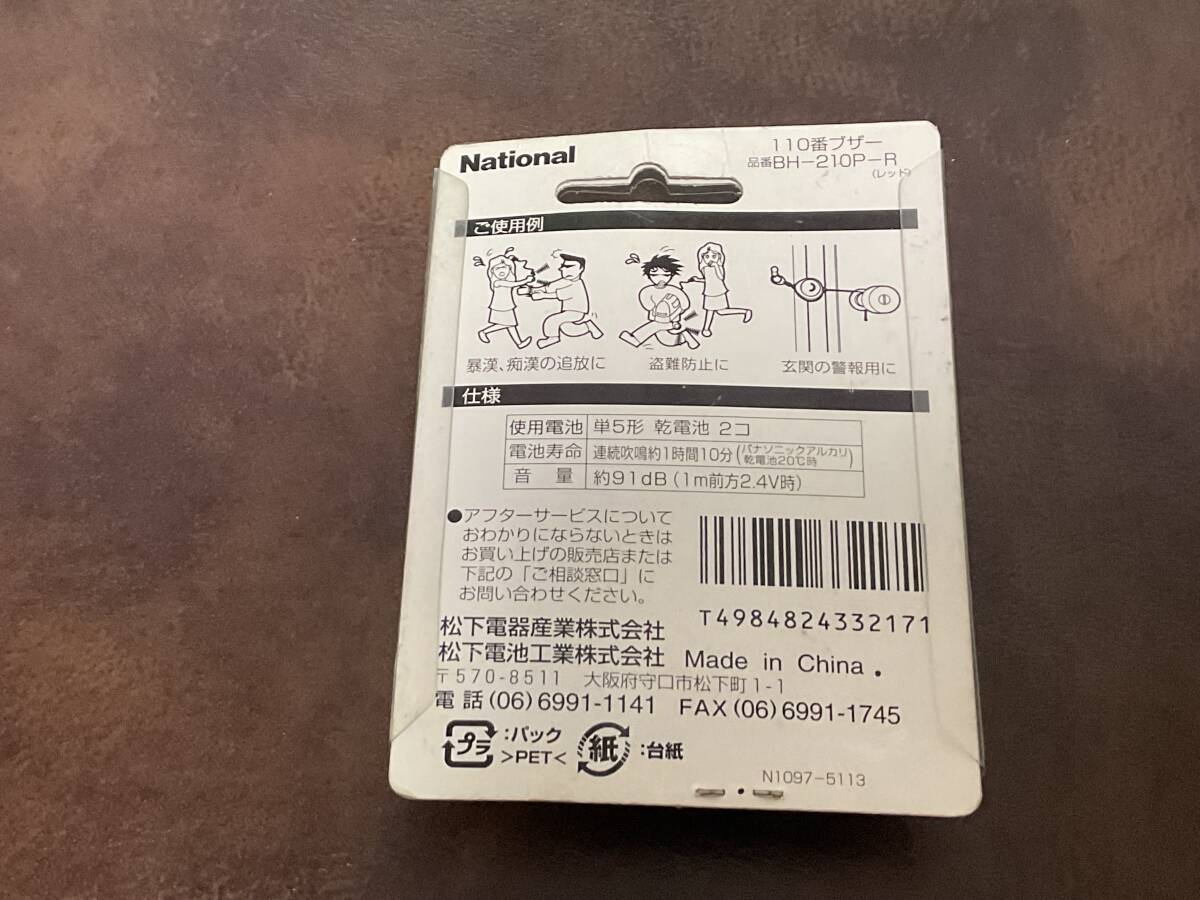 National
110番ブザー
品番BH-210P-R
(レッド)
ご使用例
暴漢、痴漢の追放に
盗難防止に
玄関の警報用に
仕様
使用電池 単5形 乾電池 2コ
電池寿命 連続吹鳴約1時間10分(パナソニックアルカリ乾電池20℃時)
音 量 約91dB(1m前方2.4V時)
●アフターサービスについて
おわかりにならないときは
お買い上げの販売店または
下記の「ご相談窓口」に
お問い合わせください。
T4984824332171
松下電器産業株式会社
松下電池工業株式会社 Made in China.
〒570-8511 大阪府守口市松下町1-1
電話(06)6991-1141 FAX(06)6991-1745
プラ :パック
>PET<
紙 :台紙
N1097-5113